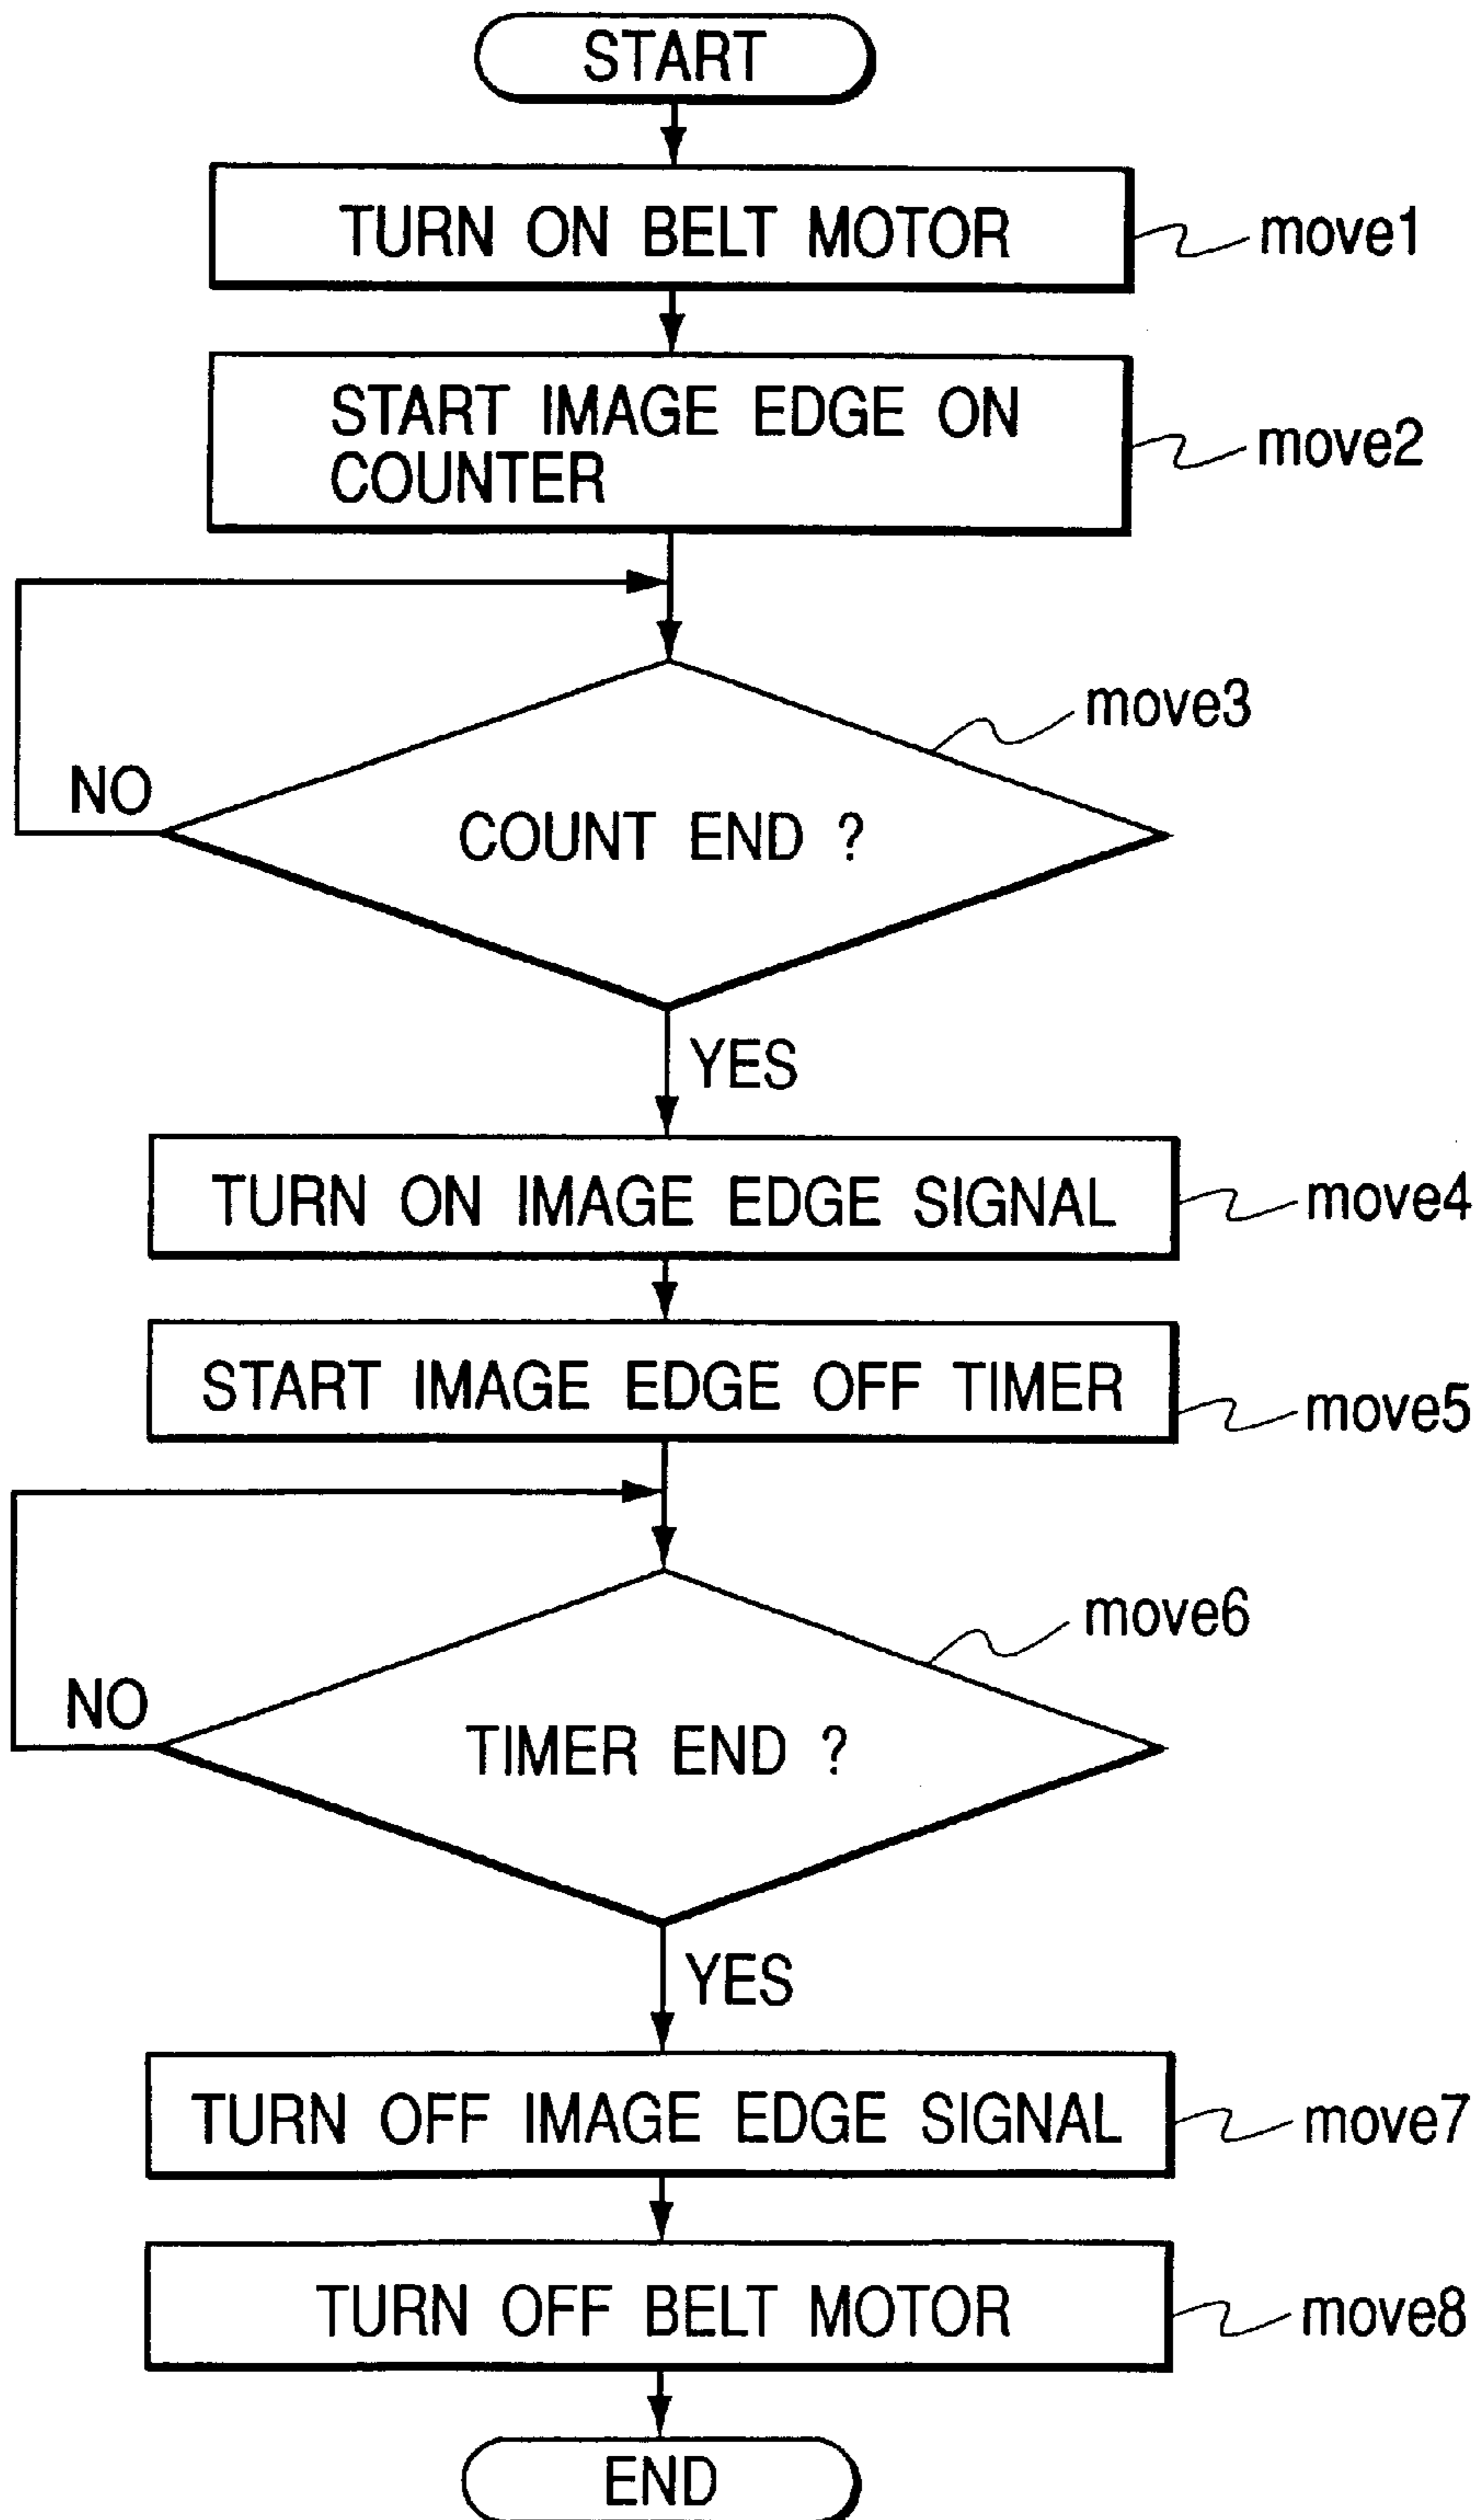 START
TURN ON BELT MOTOR
move1
START IMAGE EDGE ON
COUNTER
move2
move3
NO
COUNT END ?
YES
TURN ON IMAGE EDGE SIGNAL
move4
START IMAGE EDGE OFF TIMER
move5
move6
NO
TIMER END ?
YES
TURN OFF IMAGE EDGE SIGNAL
move7
TURN OFF BELT MOTOR
move8
END